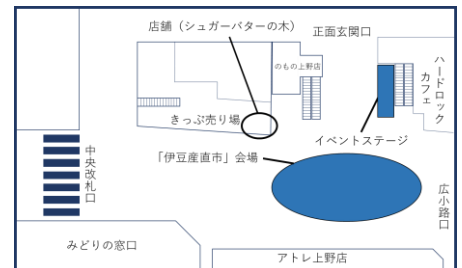 店舗（シュガーバターの木）
正面玄関口
のもの上野店
ハードロック
カフェ
きっぷ売り場
イベントステージ
「伊豆産直市」会場
中央改札口
広小路口
みどりの窓口
アトレ上野店